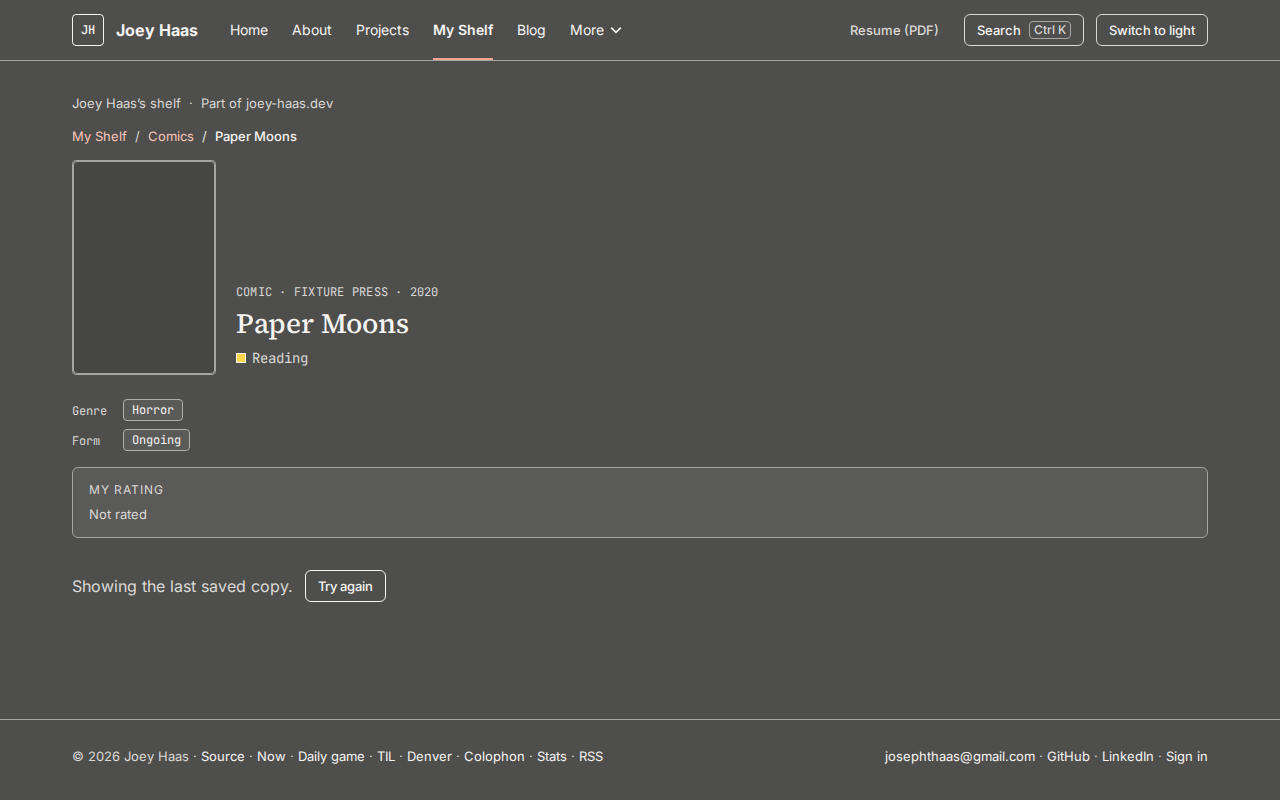 JH Joey Haas Home About Projects My Shelf Blog More Resume (PDF) Search Ctrl K Switch to light
Joey Haas’s shelf · Part of joey-haas.dev
My Shelf / Comics / Paper Moons
COMIC · FIXTURE PRESS · 2020
Paper Moons
Reading
Genre Horror
Form Ongoing
MY RATING
Not rated
Showing the last saved copy. Try again
© 2026 Joey Haas · Source · Now · Daily game · TIL · Denver · Colophon · Stats · RSS josephthaas@gmail.com · GitHub · LinkedIn · Sign in